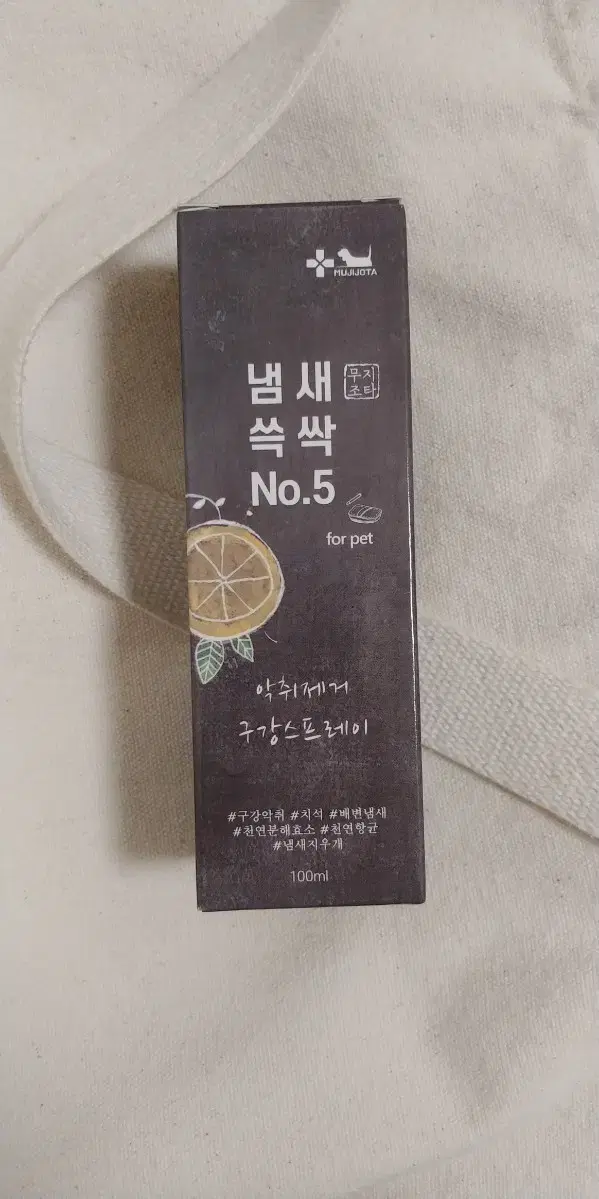 MUJIJOTA
냄새
무지
조타
쓱싹
No.5
for pet
악취제거
구강스프레이
#구강악취 #치석 #배변냄새
#천연분해효소 #천연항균
#냄새지우개
100ml